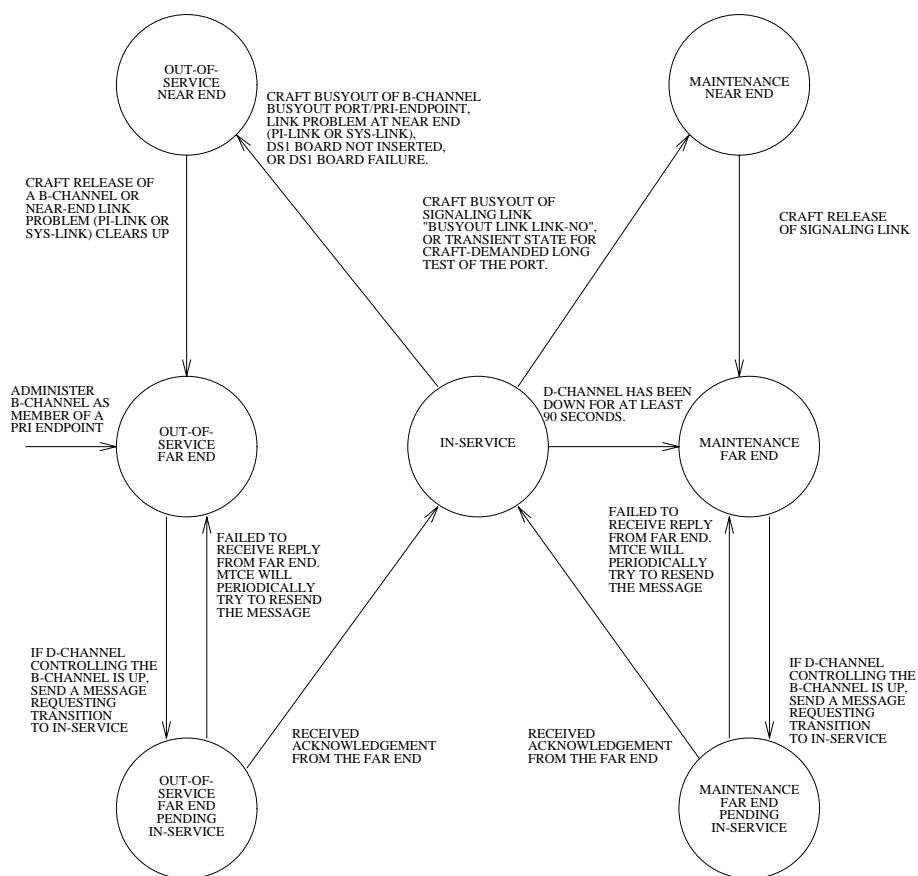 OUT-OF-
SERVICE
NEAR END
MAINTENANCE
NEAR END
CRAFT BUSYOUT OF B-CHANNEL
BUSYOUT PORT/PRI-ENDPOINT,
LINK PROBLEM AT NEAR END
(PI-LINK OR SYS-LINK),
DS1 BOARD NOT INSERTED,
OR DS1 BOARD FAILURE.
CRAFT RELEASE OF
A B-CHANNEL OR
NEAR-END LINK
PROBLEM (PI-LINK OR
SYS-LINK) CLEARS UP
CRAFT BUSYOUT OF
SIGNALING LINK
"BUSYOUT LINK LINK-NO",
OR TRANSIENT STATE FOR
CRAFT-DEMANDED LONG
TEST OF THE PORT.
CRAFT RELEASE
OF SIGNALING LINK
ADMINISTER
B-CHANNEL AS
MEMBER OF A
PRI ENDPOINT
OUT-OF-
SERVICE
FAR END
IN-SERVICE
D-CHANNEL HAS BEEN
DOWN FOR AT LEAST
90 SECONDS.
MAINTENANCE
FAR END
FAILED TO
RECEIVE REPLY
FROM FAR END.
MTCE WILL
PERIODICALLY
TRY TO RESEND
THE MESSAGE
FAILED TO
RECEIVE REPLY
FROM FAR END.
MTCE WILL
PERIODICALLY
TRY TO RESEND
THE MESSAGE
IF D-CHANNEL
CONTROLLING THE
B-CHANNEL IS UP,
SEND A MESSAGE
REQUESTING
TRANSITION
TO IN-SERVICE
RECEIVED
ACKNOWLEDGEMENT
FROM THE FAR END
RECEIVED
ACKNOWLEDGEMENT
FROM THE FAR END
IF D-CHANNEL
CONTROLLING THE
B-CHANNEL IS UP,
SEND A MESSAGE
REQUESTING
TRANSITION
TO IN-SERVICE
OUT-OF-
SERVICE
FAR END
PENDING
IN-SERVICE
MAINTENANCE
FAR END
PENDING
IN-SERVICE